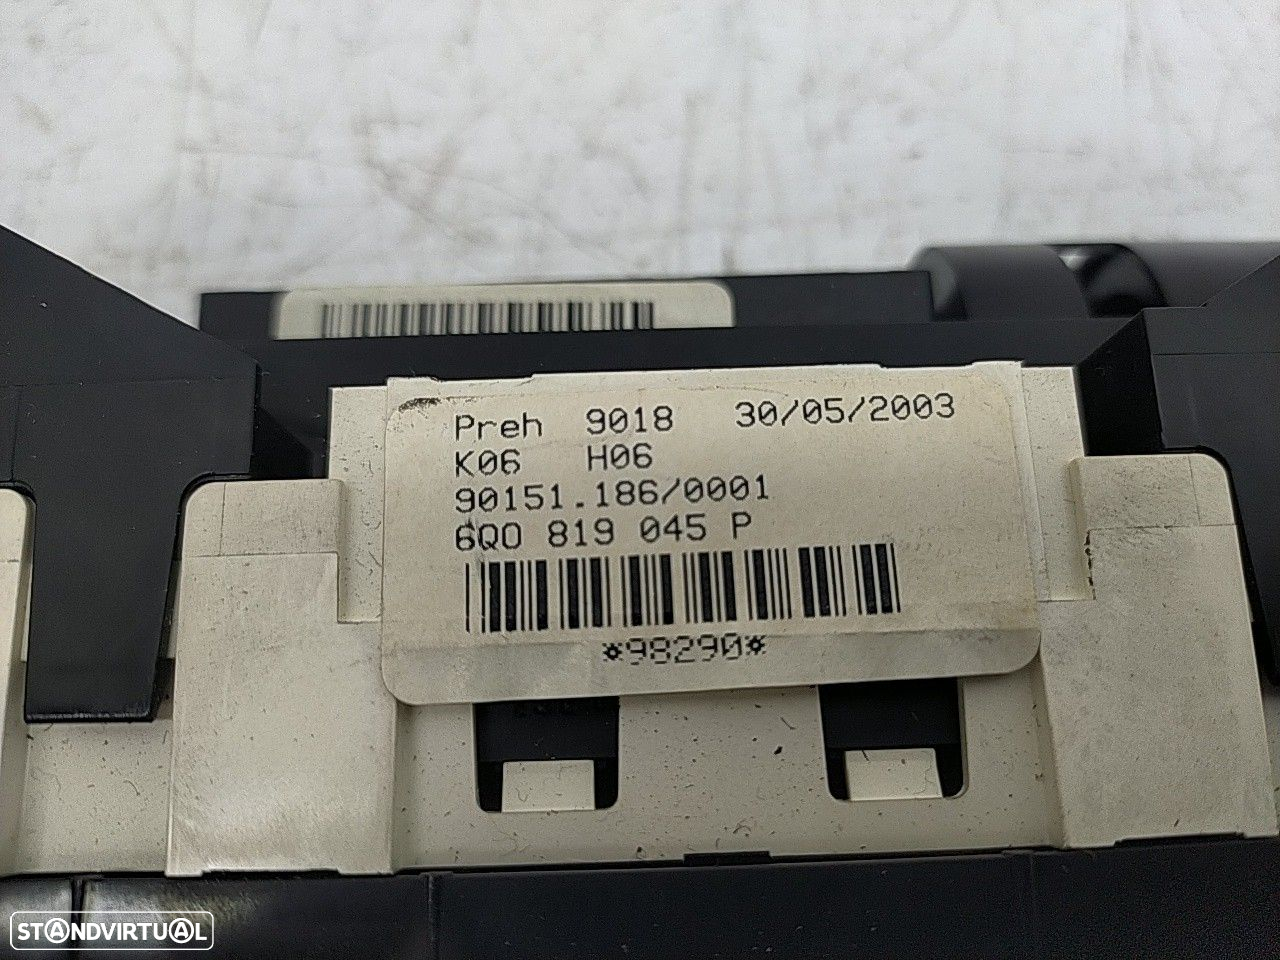 Preh 9018 30/05/2003
K06 H06
90151.186/0001
6Q0 819 045 P
*98290*
STANDVIRTUAL